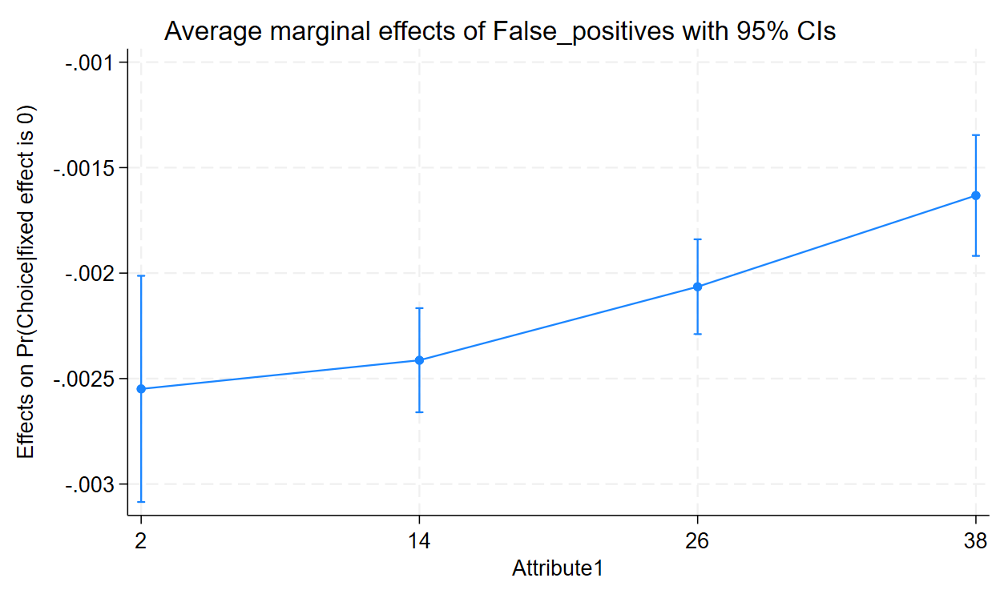 Average marginal effects of False_positives with 95% CIs
Effects on Pr(Choice|fixed effect is 0)
-.001
-.0015
-.002
-.0025
-.003
2 14 26 38
Attribute1